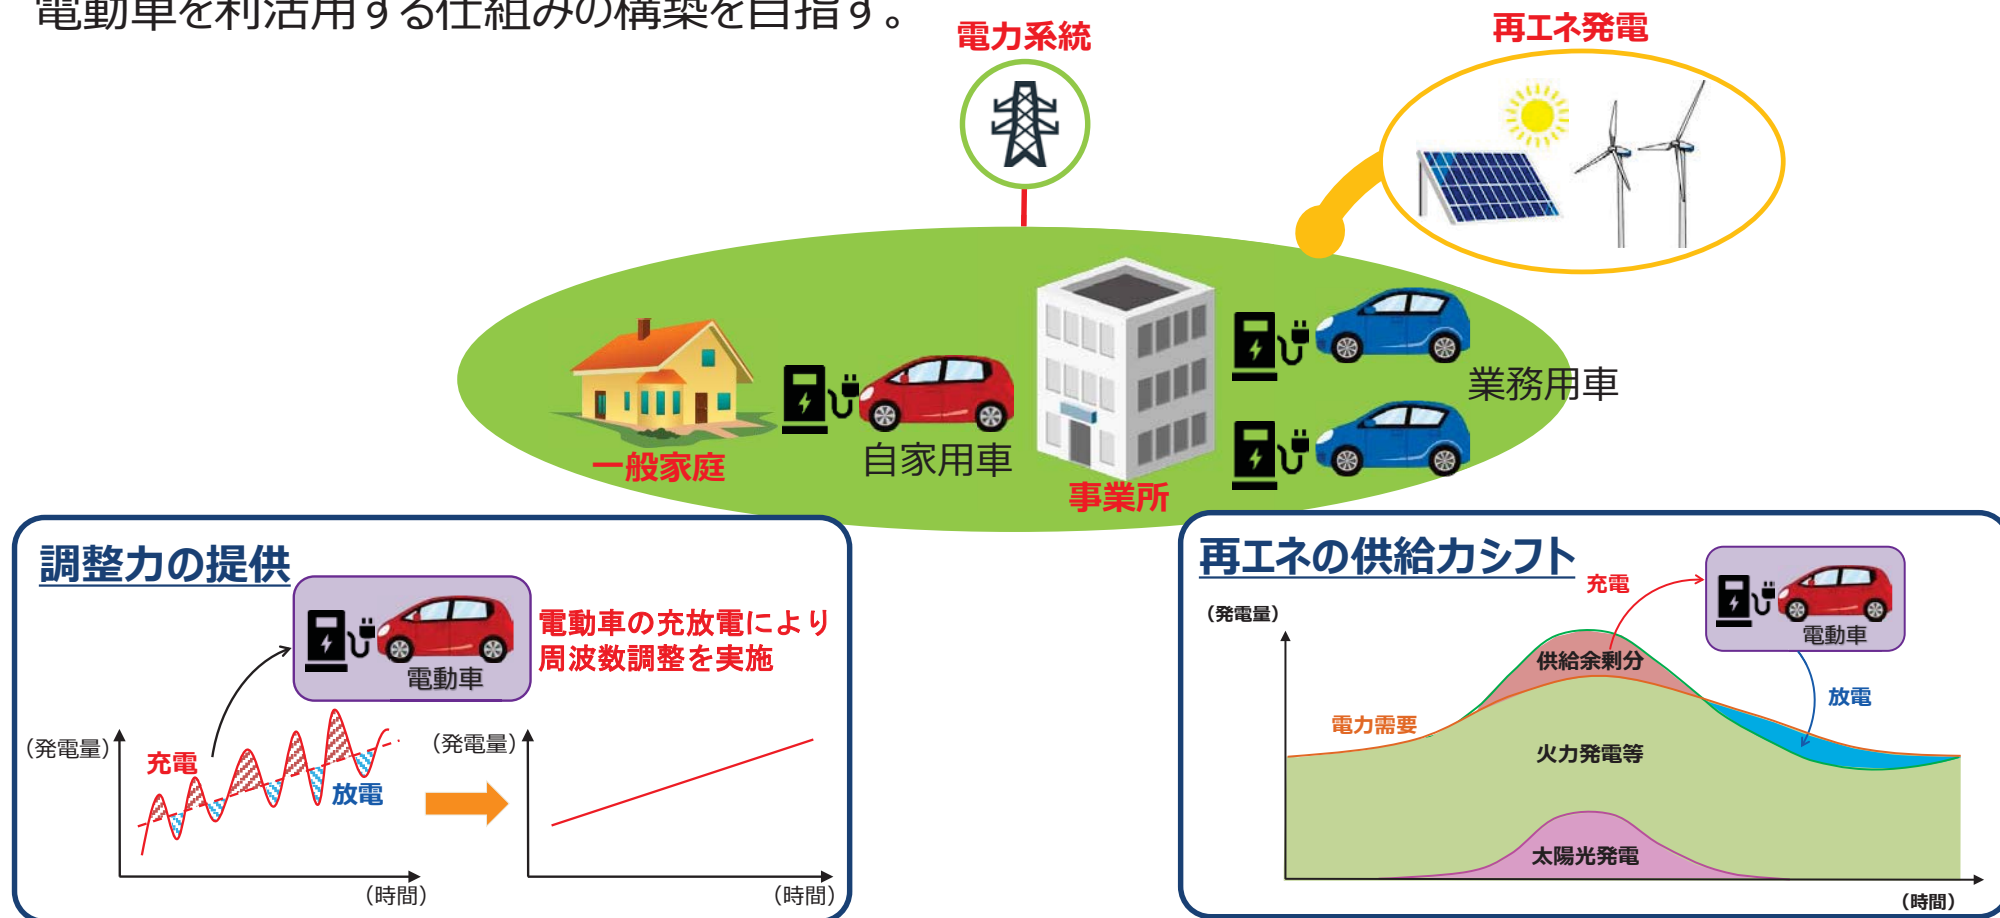 電動車を利活用する仕組みの構築を目指す。
電力系統
再エネ発電
一般家庭
自家用車
事業所
業務用車
調整力の提供
電動車
電動車の充放電により
周波数調整を実施
（発電量）
充電
放電
（時間）
（発電量）
（時間）
再エネの供給力シフト
（発電量）
充電
電動車
放電
供給余剰分
電力需要
火力発電等
太陽光発電
（時間）